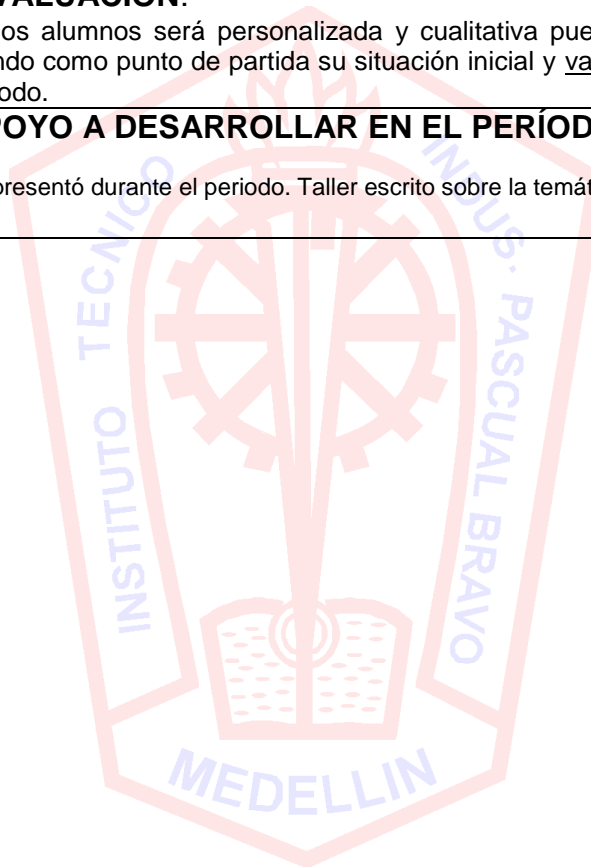 VALUACIÓN:
os alumnos será personalizada y cualitativa pue
ndo como punto de partida su situación inicial y va
odo.
POYO A DESARROLLAR EN EL PERÍOD
presentó durante el periodo. Taller escrito sobre la temát
INSTITUTO TECNICO INDUS. PASCUAL BRAVO
MEDELLIN